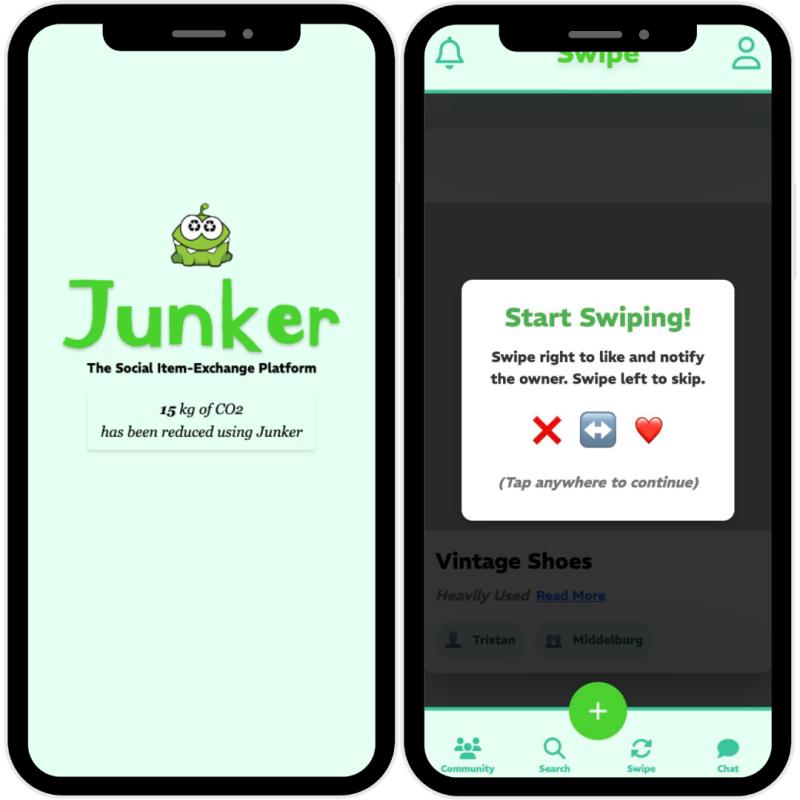 Junker
The Social Item-Exchange Platform
15 kg of CO2
has been reduced using Junker
Swipe
Start Swiping!
Swipe right to like and notify
the owner. Swipe left to skip.
(Tap anywhere to continue)
Vintage Shoes
Heavily Used Read More
Tristan Middelburg
+
Community Search Swipe Chat